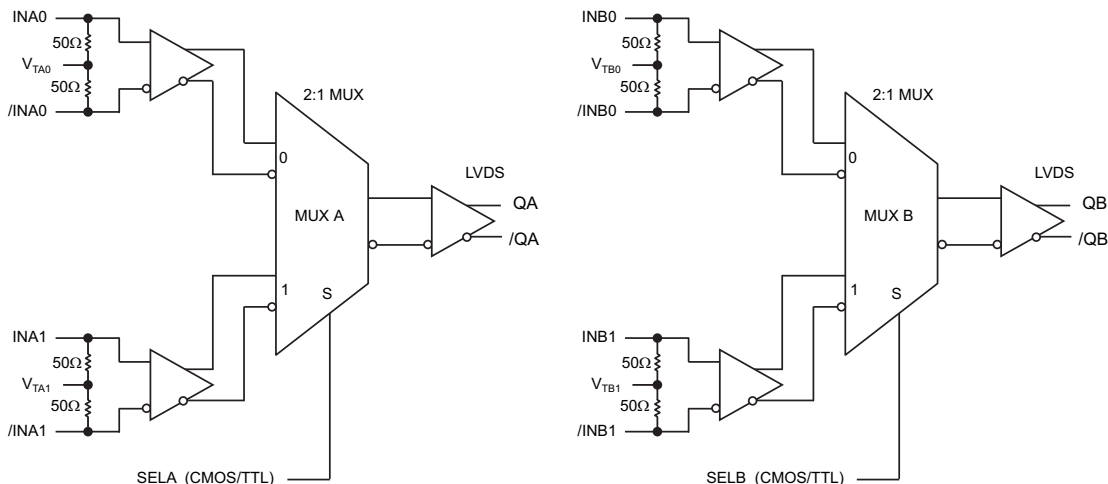 INA0
50Ω
VTA0
50Ω
/INA0
2:1 MUX
0
LVDS
QA
MUX A
/QA
1
S
INA1
50Ω
VTA1
50Ω
/INA1
SELA (CMOS/TTL)
INB0
50Ω
VTB0
50Ω
/INB0
2:1 MUX
0
LVDS
QB
MUX B
/QB
1
S
INB1
50Ω
VTB1
50Ω
/INB1
SELB (CMOS/TTL)